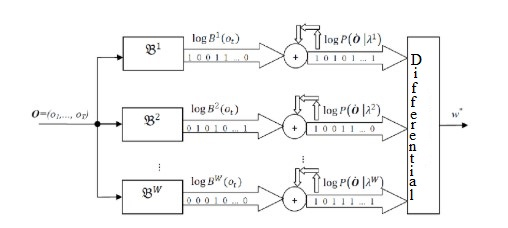 𝔅¹
log B¹(oₜ)
1 0 0 1 1 ... 0
+
log P(Ȯ |λ¹)
1 0 1 0 1 ... 1
O=(o₁,..., o_T)
𝔅²
log B²(oₜ)
0 1 0 1 0 ... 1
+
log P(Ȯ |λ²)
1 0 0 1 1 ... 0
Differential
w*
⋮
⋮
⋮
𝔅ᵂ
log Bᵂ(oₜ)
0 0 0 1 0 ... 0
+
log P(Ȯ |λᵂ)
1 0 1 1 1 ... 1